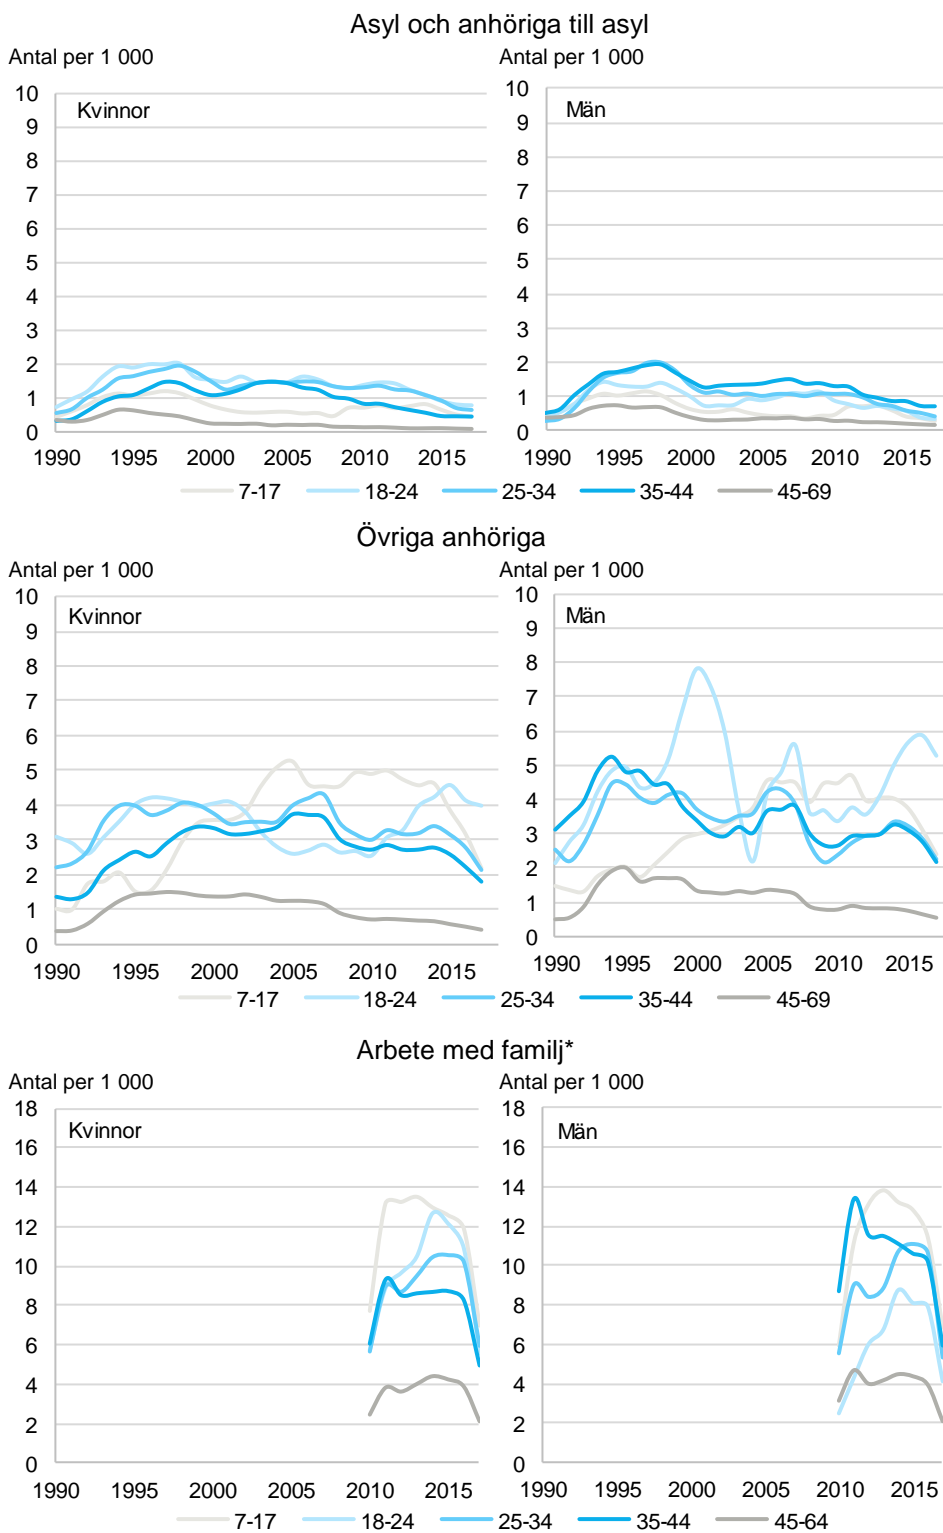 Asyl och anhöriga till asyl
Antal per 1 000
Antal per 1 000
Kvinnor
Män
10
9
8
7
6
5
4
3
2
1
0
10
9
8
7
6
5
4
3
2
1
0
1990 1995 2000 2005 2010 2015
1990 1995 2000 2005 2010 2015
7-17 18-24 25-34 35-44 45-69
Övriga anhöriga
Antal per 1 000
Antal per 1 000
Kvinnor
Män
10
9
8
7
6
5
4
3
2
1
0
10
9
8
7
6
5
4
3
2
1
0
1990 1995 2000 2005 2010 2015
1990 1995 2000 2005 2010 2015
7-17 18-24 25-34 35-44 45-69
Arbete med familj*
Antal per 1 000
Antal per 1 000
Kvinnor
Män
18
16
14
12
10
8
6
4
2
0
18
16
14
12
10
8
6
4
2
0
1990 1995 2000 2005 2010 2015
1990 1995 2000 2005 2010 2015
7-17 18-24 25-34 35-44 45-64